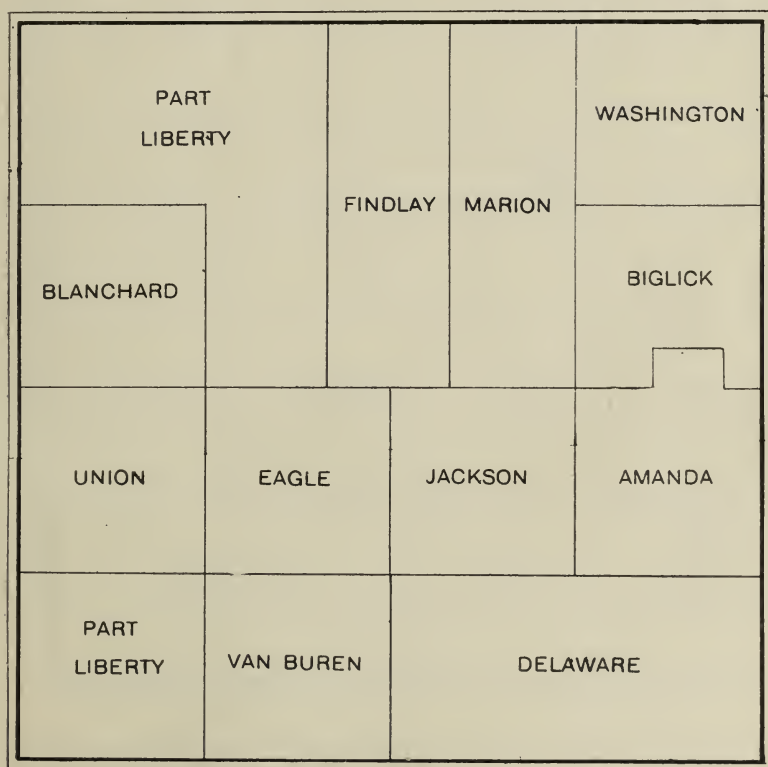 PART
LIBERTY
FINDLAY
MARION
WASHINGTON
BLANCHARD
BIGLICK
UNION
EAGLE
JACKSON
AMANDA
PART
LIBERTY
VAN BUREN
DELAWARE